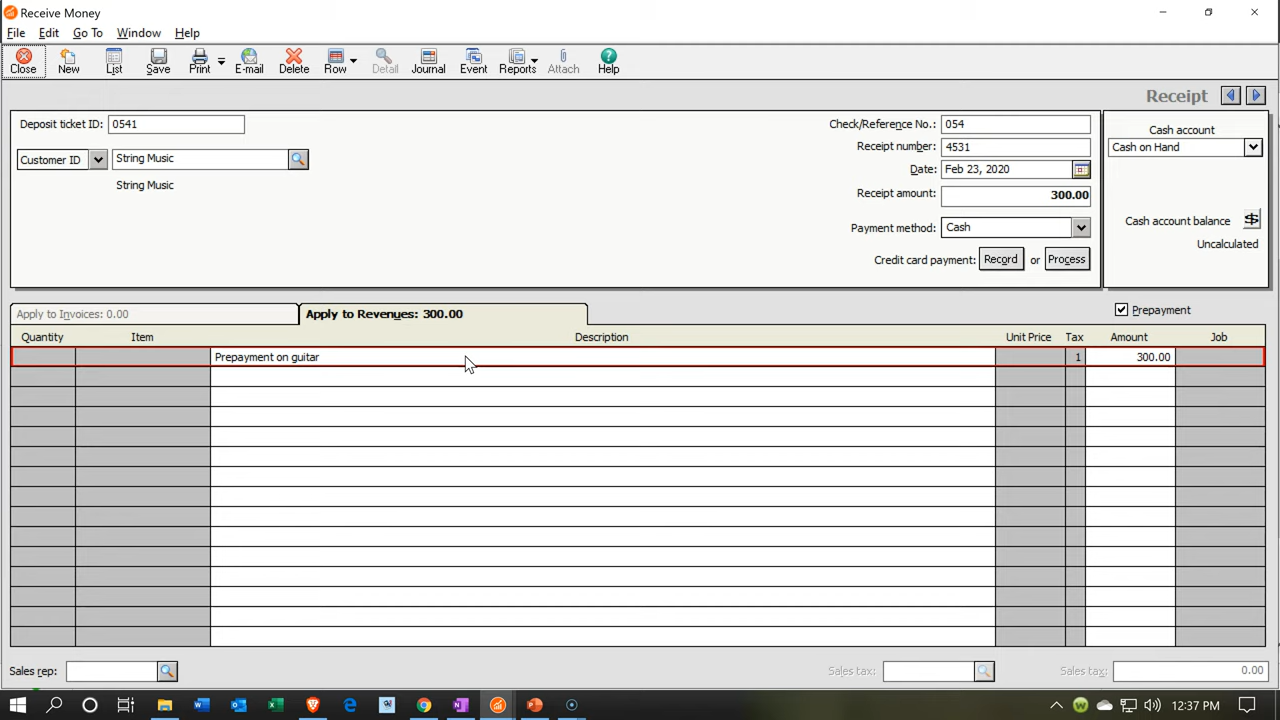 Receive Money
File Edit Go To Window Help
Close New List Save Print E-mail Delete Row Detail Journal Event Reports Attach Help
Receipt
Deposit ticket ID: 0541
Customer ID String Music
String Music
Check/Reference No.: 054
Receipt number: 4531
Date: Feb 23, 2020
Receipt amount: 300.00
Payment method: Cash
Credit card payment: Record or Process
Cash account
Cash on Hand
Cash account balance
Uncalculated
Apply to Invoices: 0.00
Apply to Revenues: 300.00
Prepayment
Quantity Item Description Unit Price Tax Amount Job
Prepayment on guitar 1 300.00
Sales rep:
Sales tax:
Sales tax: 0.00
12:37 PM